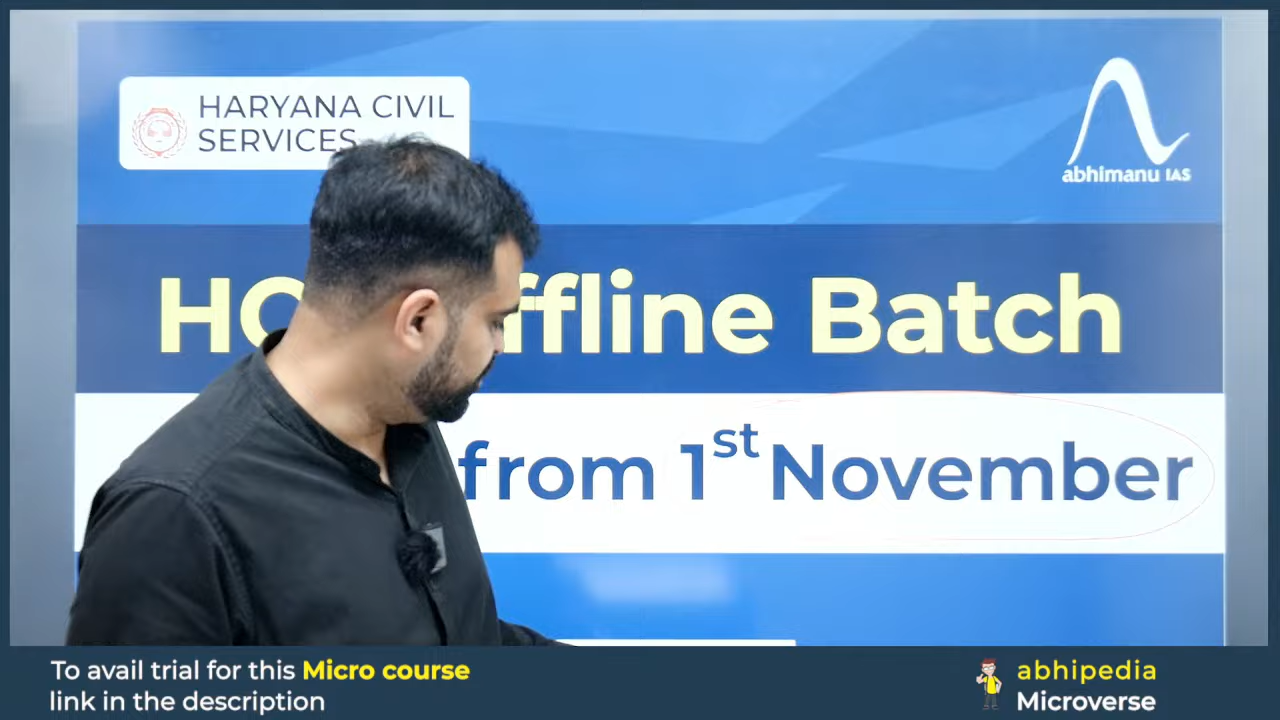 HARYANA CIVIL
SERVICES
abhimanu IAS
Batch
from 1st November
To avail trial for this Micro course
link in the description
abhipedia
Microverse